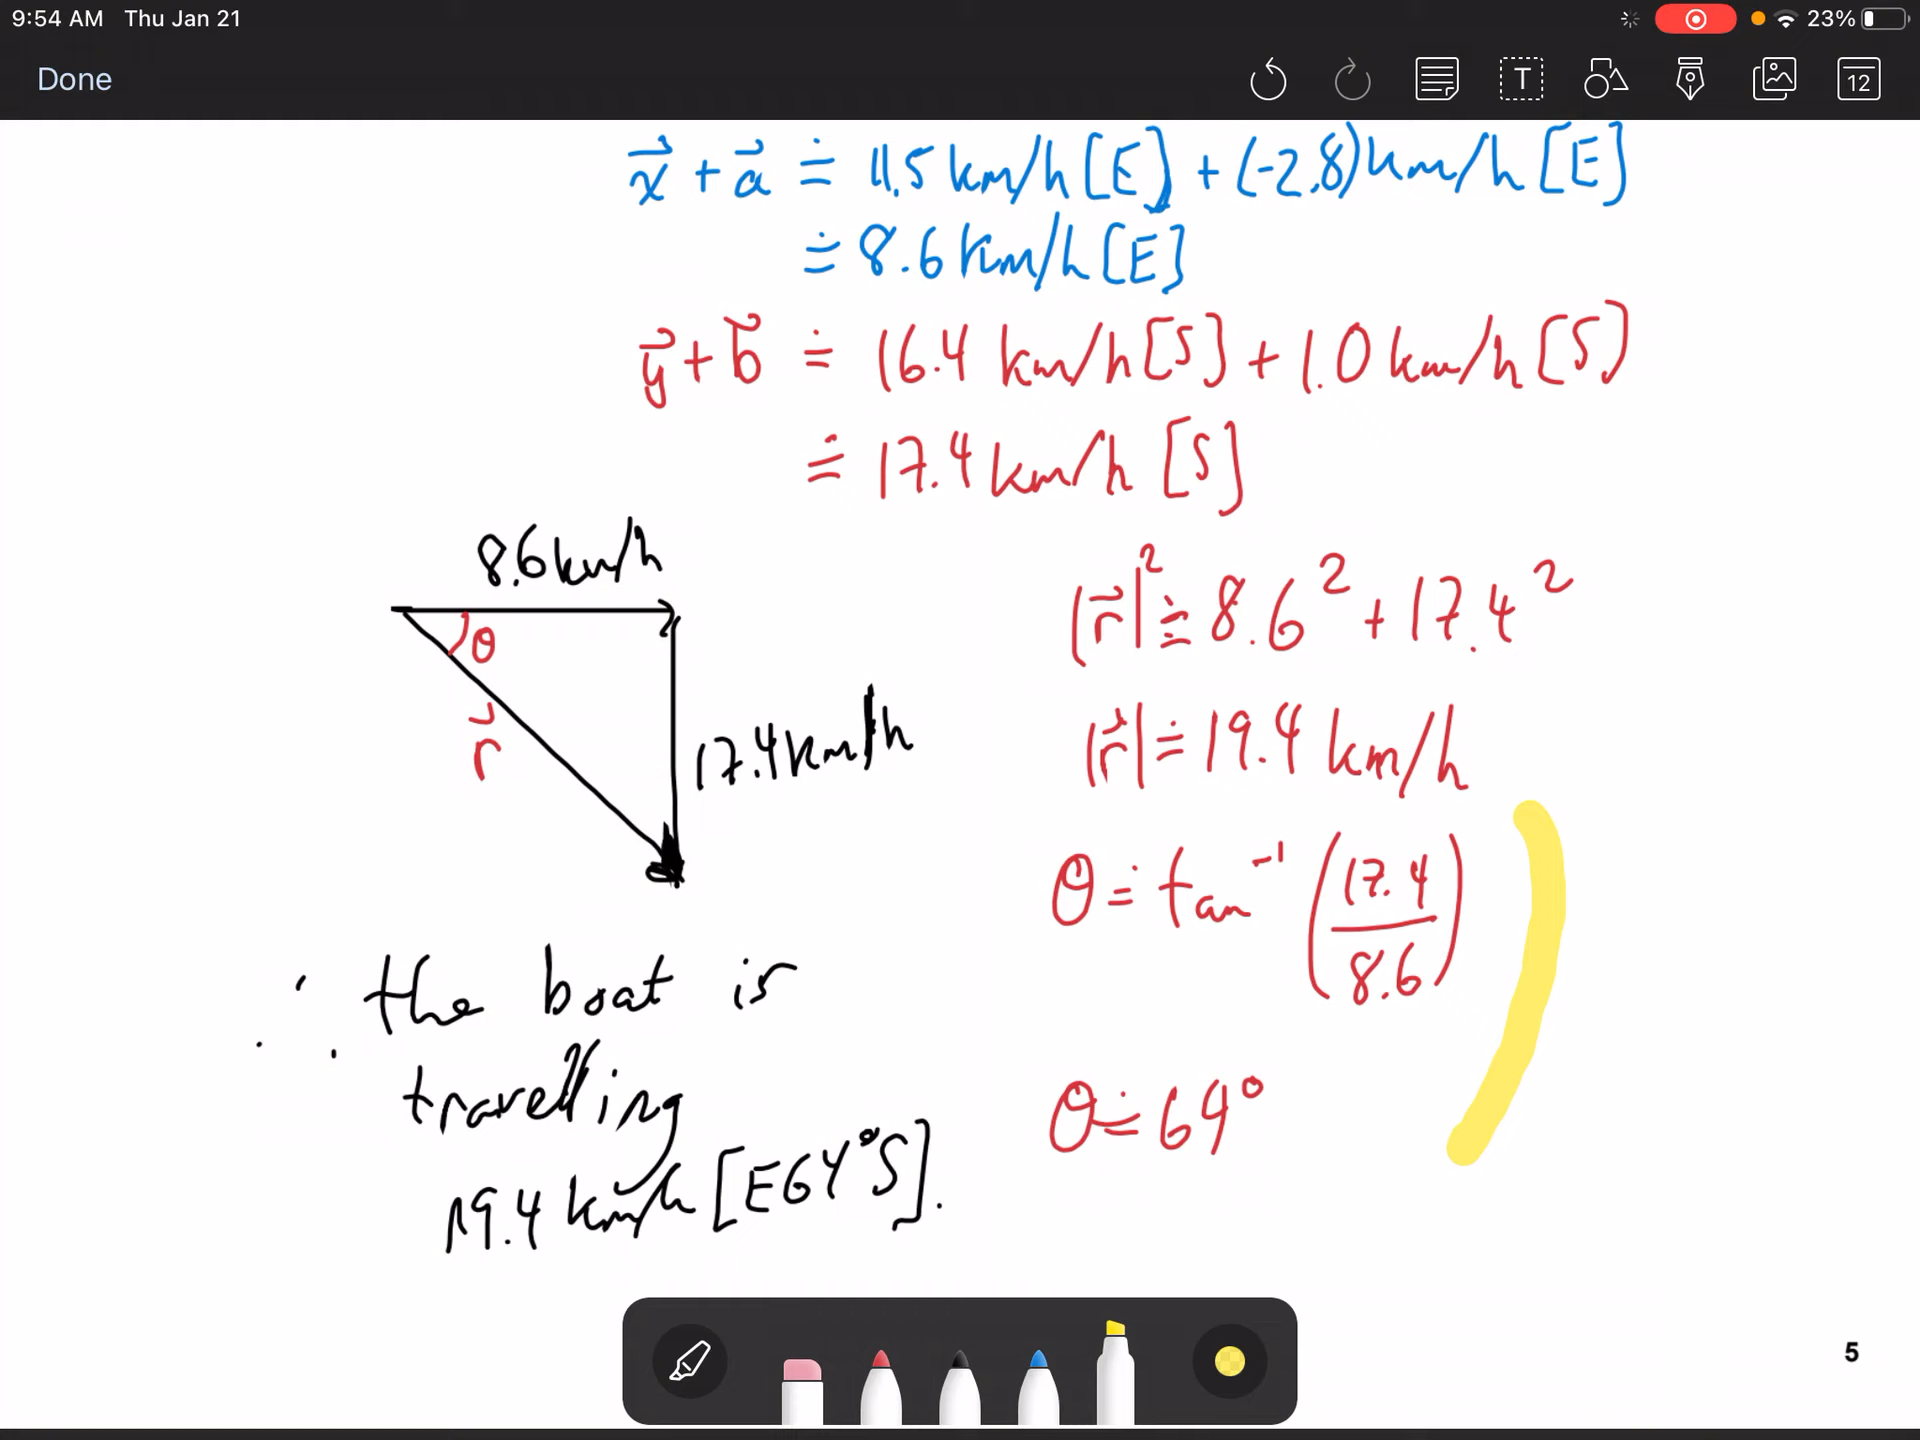 9:54 AM Thu Jan 21
23%
Done
T
12
x⃗ + a⃗ ≐ 11.5 km/h [E] + (-2.8) km/h [E]
≐ 8.6 km/h [E]
y⃗ + b⃗ ≐ 16.4 km/h [S] + 1.0 km/h [S]
≐ 17.4 km/h [S]
8.6 km/h
θ
r⃗
17.4 km/h
|r⃗|² ≐ 8.6² + 17.4²
|r⃗| ≐ 19.4 km/h
θ ≐ tan⁻¹ (17.4/8.6)
θ ≐ 64°
∴ the boat is
travelling
19.4 km/h [E64°S].
5